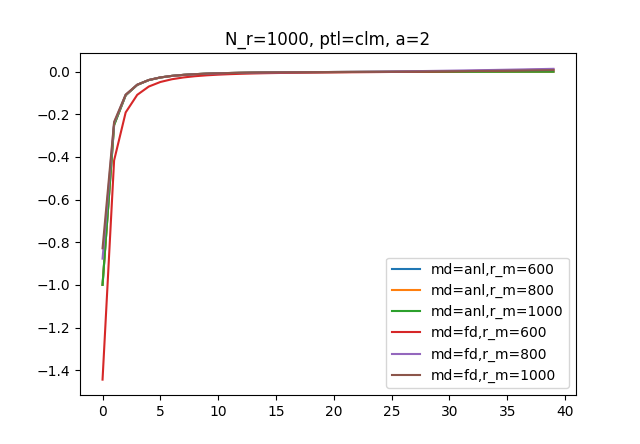 N_r=1000, ptl=clm, a=2
0.0
−0.2
−0.4
−0.6
−0.8
−1.0
−1.2
−1.4
md=anl,r_m=600
md=anl,r_m=800
md=anl,r_m=1000
md=fd,r_m=600
md=fd,r_m=800
md=fd,r_m=1000
0 5 10 15 20 25 30 35 40